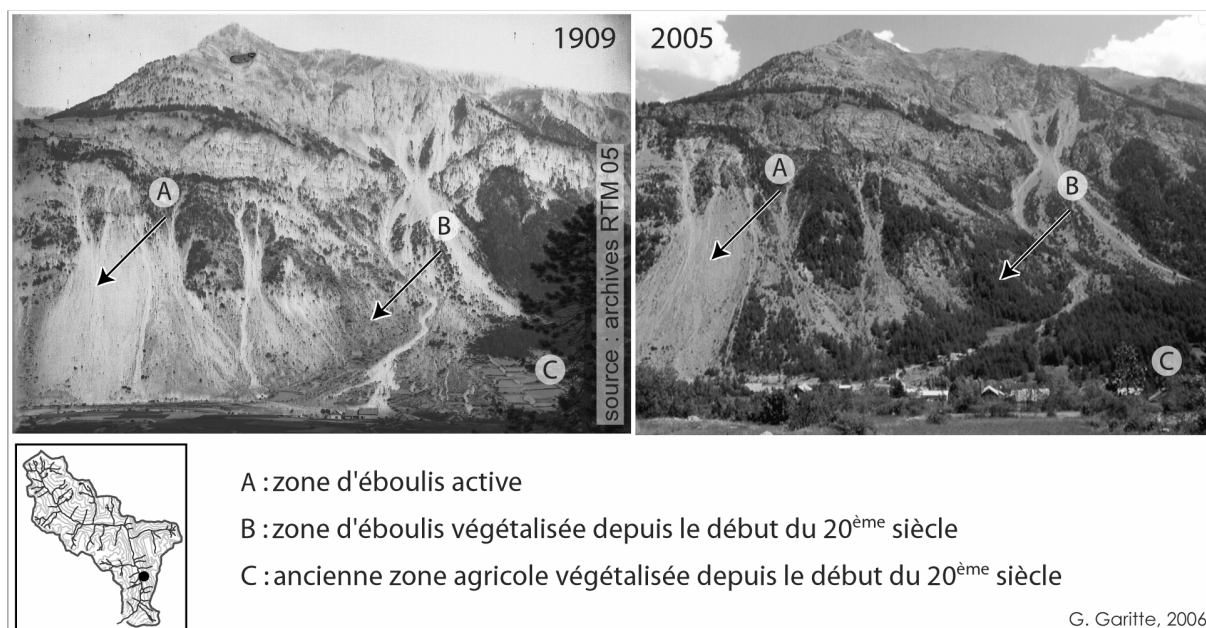 1909
2005
A
B
C
source : archives RTM 05
A
B
C
A : zone d'éboulis active
B : zone d'éboulis végétalisée depuis le début du 20ème siècle
C : ancienne zone agricole végétalisée depuis le début du 20ème siècle
G. Garitte, 2006